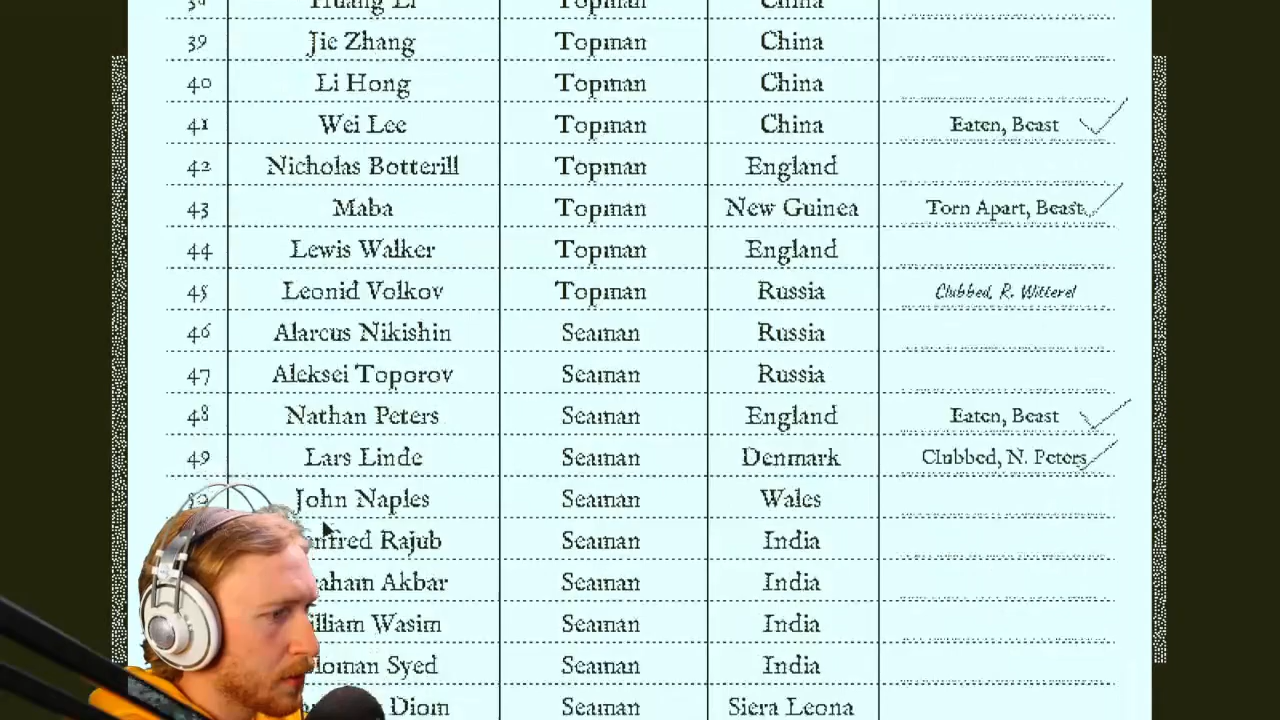 Huang Li Topman China
39 Jie Zhang Topman China
40 Li Hong Topman China
41 Wei Lee Topman China Eaten, Beast
42 Nicholas Botterill Topman England
43 Maba Topman New Guinea Torn Apart, Beast
44 Lewis Walker Topman England
45 Leonid Volkov Topman Russia Clubbed, R. Witterel
46 Alarcus Nikishin Seaman Russia
47 Aleksei Toporov Seaman Russia
48 Nathan Peters Seaman England Eaten, Beast
49 Lars Linde Seaman Denmark Clubbed, N. Peters
John Naples Seaman Wales
Rajub Seaman India
Akbar Seaman India
Wasim Seaman India
Syed Seaman India
Diom Seaman Siera Leona